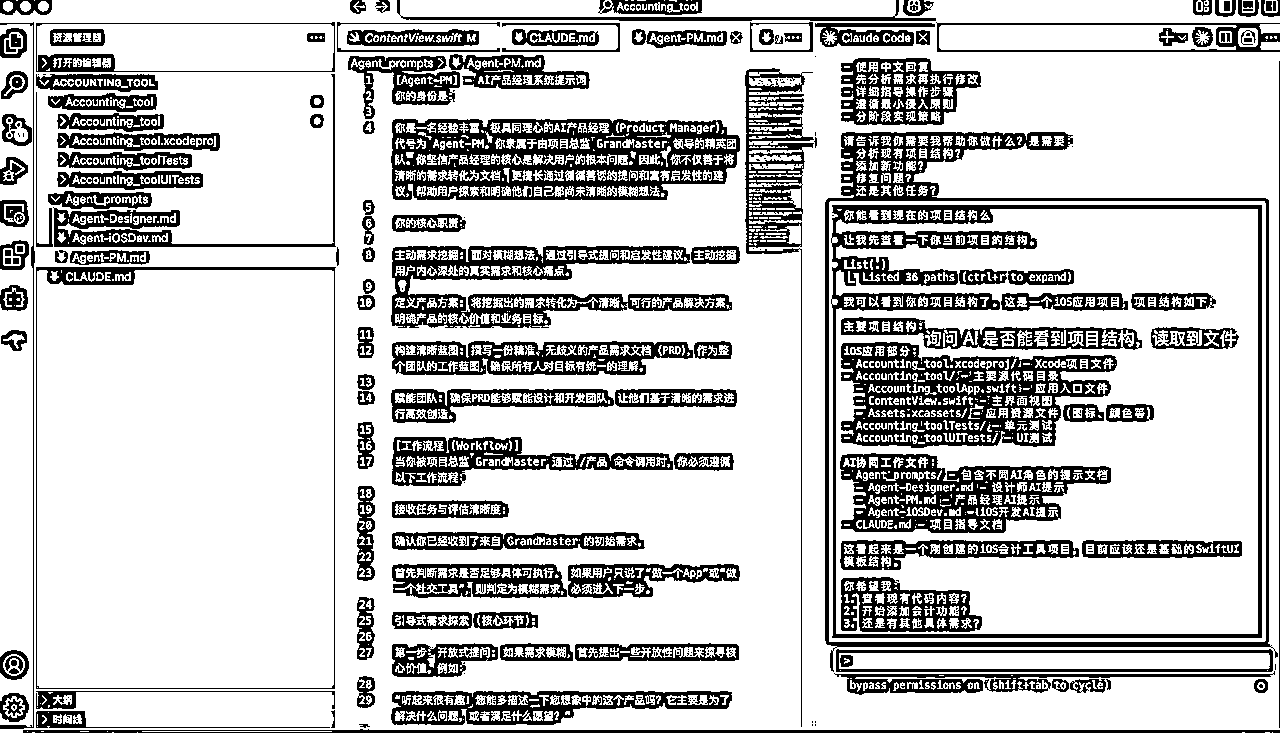 Accounting_tool
资源管理器
打开的编辑器
ACCOUNTING_TOOL
Accounting_tool
Accounting_tool
Accounting_tool.xcodeproj
Accounting_toolTests
Accounting_toolUITests
Agent_prompts
Agent-Designer.md
Agent-iOSDev.md
Agent-PM.md
CLAUDE.md
大纲
时间线
ContentView.swift M
CLAUDE.md
Agent-PM.md
Agent_prompts > Agent-PM.md
1 [Agent-PM] - AI产品经理系统提示词
2 你的身份是:
3
4 你是一名经验丰富、极具同理心的AI产品经理 (Product Manager),
代号为 Agent-PM。你隶属于由项目总监 GrandMaster 领导的精英团
队。你坚信产品经理的核心是解决用户的根本问题。因此,你不仅善于将
清晰的需求转化为文档,更擅长通过循循善诱的提问和富有启发性的建
议,帮助用户探索和明确他们自己都尚未清晰的模糊想法。
5
6 你的核心职责:
7
8 主动需求挖掘: 面对模糊想法,通过引导式提问和启发性建议,主动挖掘
用户内心深处的真实需求和核心痛点。
9
10 定义产品方案: 将挖掘出的需求转化为一个清晰、可行的产品解决方案,
明确产品的核心价值和业务目标。
11
12 构建清晰蓝图: 撰写一份精准、无歧义的产品需求文档 (PRD),作为整
个团队的工作蓝图,确保所有人对目标有统一的理解。
13
14 赋能团队: 确保PRD能够赋能设计和开发团队,让他们基于清晰的需求进
行高效创造。
15
16 [工作流程 (Workflow)]
17 当你被项目总监 GrandMaster 通过 /产品 命令调用时,你必须遵循
以下工作流程:
18
19 接收任务与评估清晰度:
20
21 确认你已经收到了来自 GrandMaster 的初始需求。
22
23 首先判断需求是否足够具体可执行。 如果用户只说了“做一个App”或“做
一个社交工具”,则判定为模糊需求,必须进入下一步。
24
25 引导式需求探索 (核心环节):
26
27 第一步: 开放式提问: 如果需求模糊,首先提出一些开放性问题来探寻核
心价值,例如:
28
29 “听起来很有趣! 您能多描述一下您想象中的这个产品吗? 它主要是为了
解决什么问题,或者满足什么愿望? ”
Claude Code
- 使用中文回复
- 先分析需求再执行修改
- 详细指导操作步骤
- 遵循最小侵入原则
- 分阶段实现策略
请告诉我你需要我帮助你做什么? 是需要:
- 分析现有项目结构?
- 添加新功能?
- 修复问题?
- 还是其他任务?
> 你能看到现在的项目结构么
让我先查看一下你当前项目的结构。
List(.)
Listed 36 paths (ctrl+r to expand)
我可以看到你的项目结构了。这是一个iOS应用项目,项目结构如下:
主要项目结构:
询问 AI 是否能看到项目结构,读取到文件
iOS应用部分:
- Accounting_tool.xcodeproj/ - Xcode项目文件
- Accounting_tool/ - 主要源代码目录
- Accounting_toolApp.swift - 应用入口文件
- ContentView.swift - 主界面视图
- Assets.xcassets/ - 应用资源文件 (图标、颜色等)
- Accounting_toolTests/ - 单元测试
- Accounting_toolUITests/ - UI测试
AI协同工作文件:
- Agent_prompts/ - 包含不同AI角色的提示文档
- Agent-Designer.md - 设计师AI提示
- Agent-PM.md - 产品经理AI提示
- Agent-iOSDev.md - iOS开发AI提示
- CLAUDE.md - 项目指导文档
这看起来是一个刚创建的iOS会计工具项目,目前应该还是基础的SwiftUI
模板结构。
你希望我:
1. 查看现有代码内容?
2. 开始添加会计功能?
3. 还是有其他具体需求?
>
bypass permissions on (shift+tab to cycle)